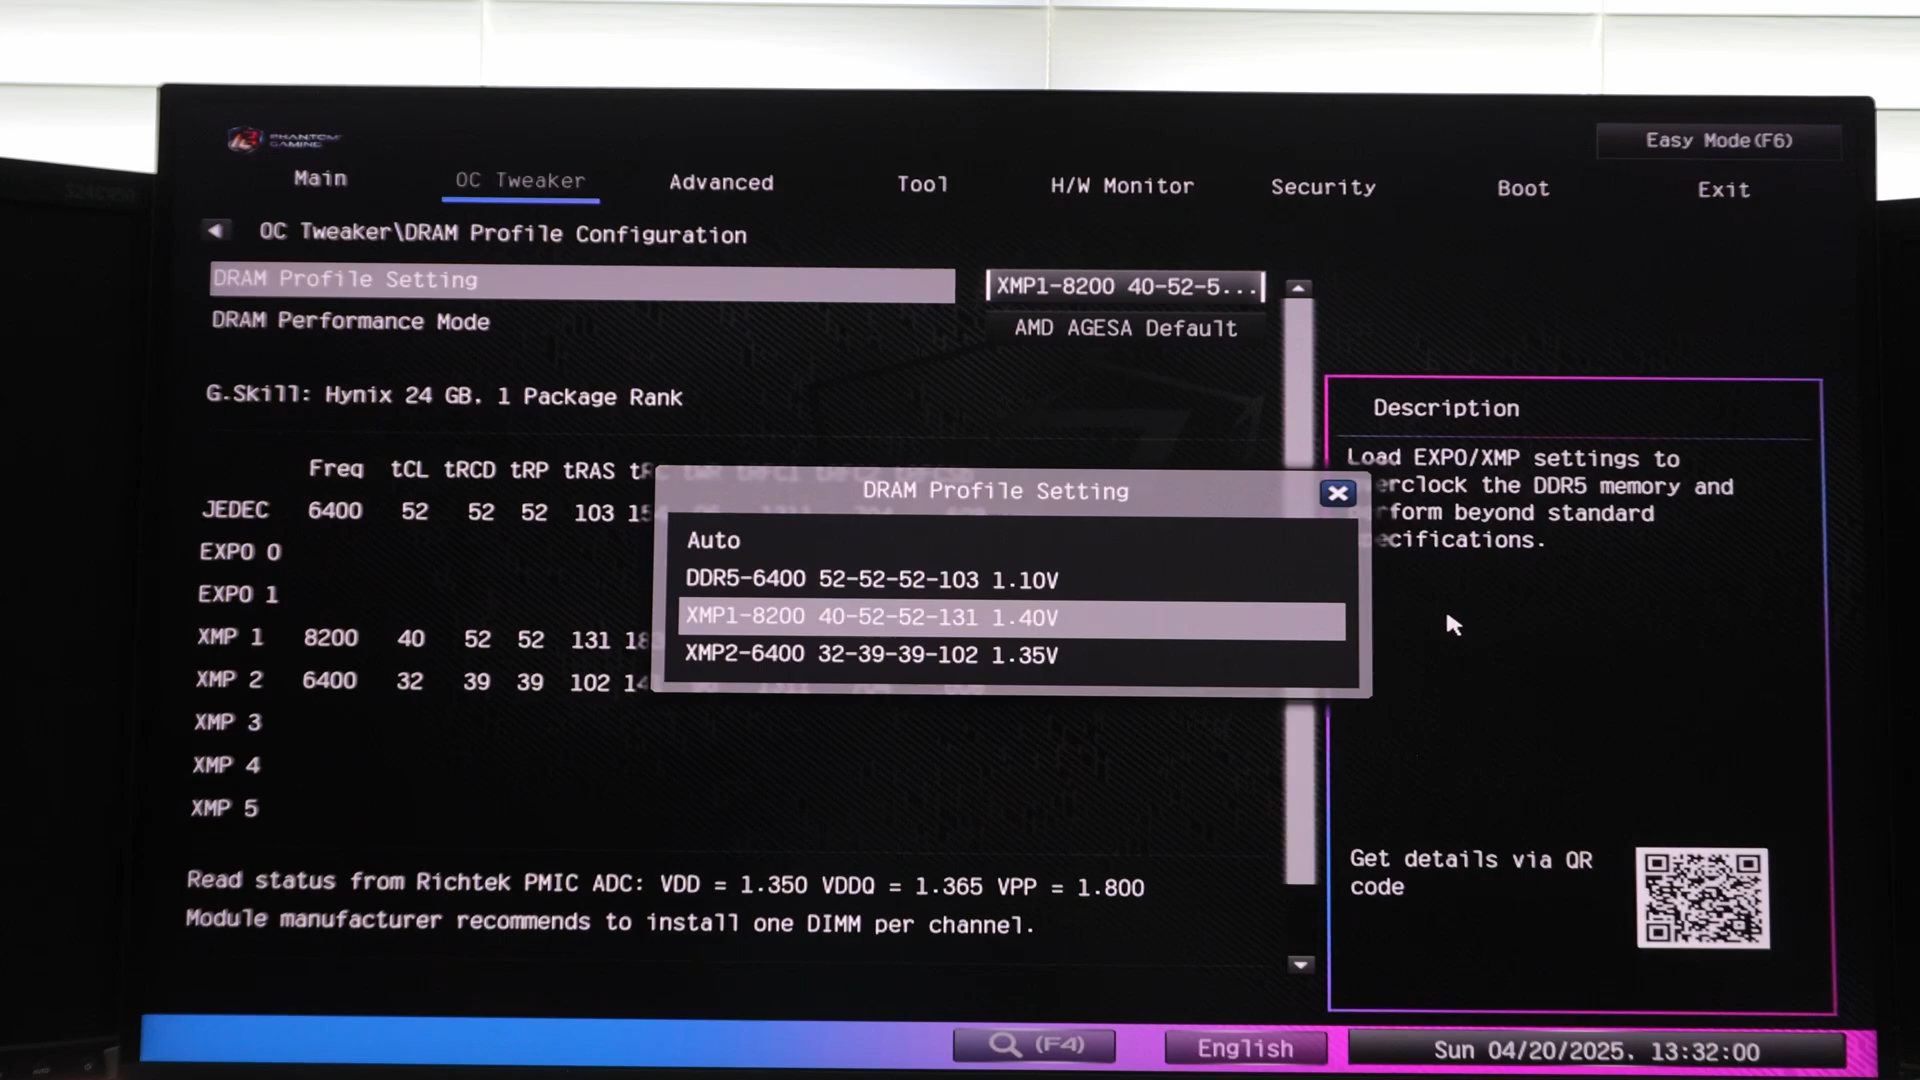 PHANTOM
GAMING
Easy Mode(F6)
Main OC Tweaker Advanced Tool H/W Monitor Security Boot Exit
OC Tweaker\DRAM Profile Configuration
DRAM Profile Setting XMP1-8200 40-52-5...
DRAM Performance Mode AMD AGESA Default
G.Skill: Hynix 24 GB. 1 Package Rank
Freq tCL tRCD tRP tRAS
JEDEC 6400 52 52 52 103
EXPO 0
EXPO 1
XMP 1 8200 40 52 52 131
XMP 2 6400 32 39 39 102
XMP 3
XMP 4
XMP 5
DRAM Profile Setting
Auto
DDR5-6400 52-52-52-103 1.10V
XMP1-8200 40-52-52-131 1.40V
XMP2-6400 32-39-39-102 1.35V
Description
Load EXPO/XMP settings to
the DDR5 memory and
beyond standard
Read status from Richtek PMIC ADC: VDD = 1.350 VDDQ = 1.365 VPP = 1.800
Module manufacturer recommends to install one DIMM per channel.
Get details via QR
code
(F4)
English
Sun 04/20/2025. 13:32:00